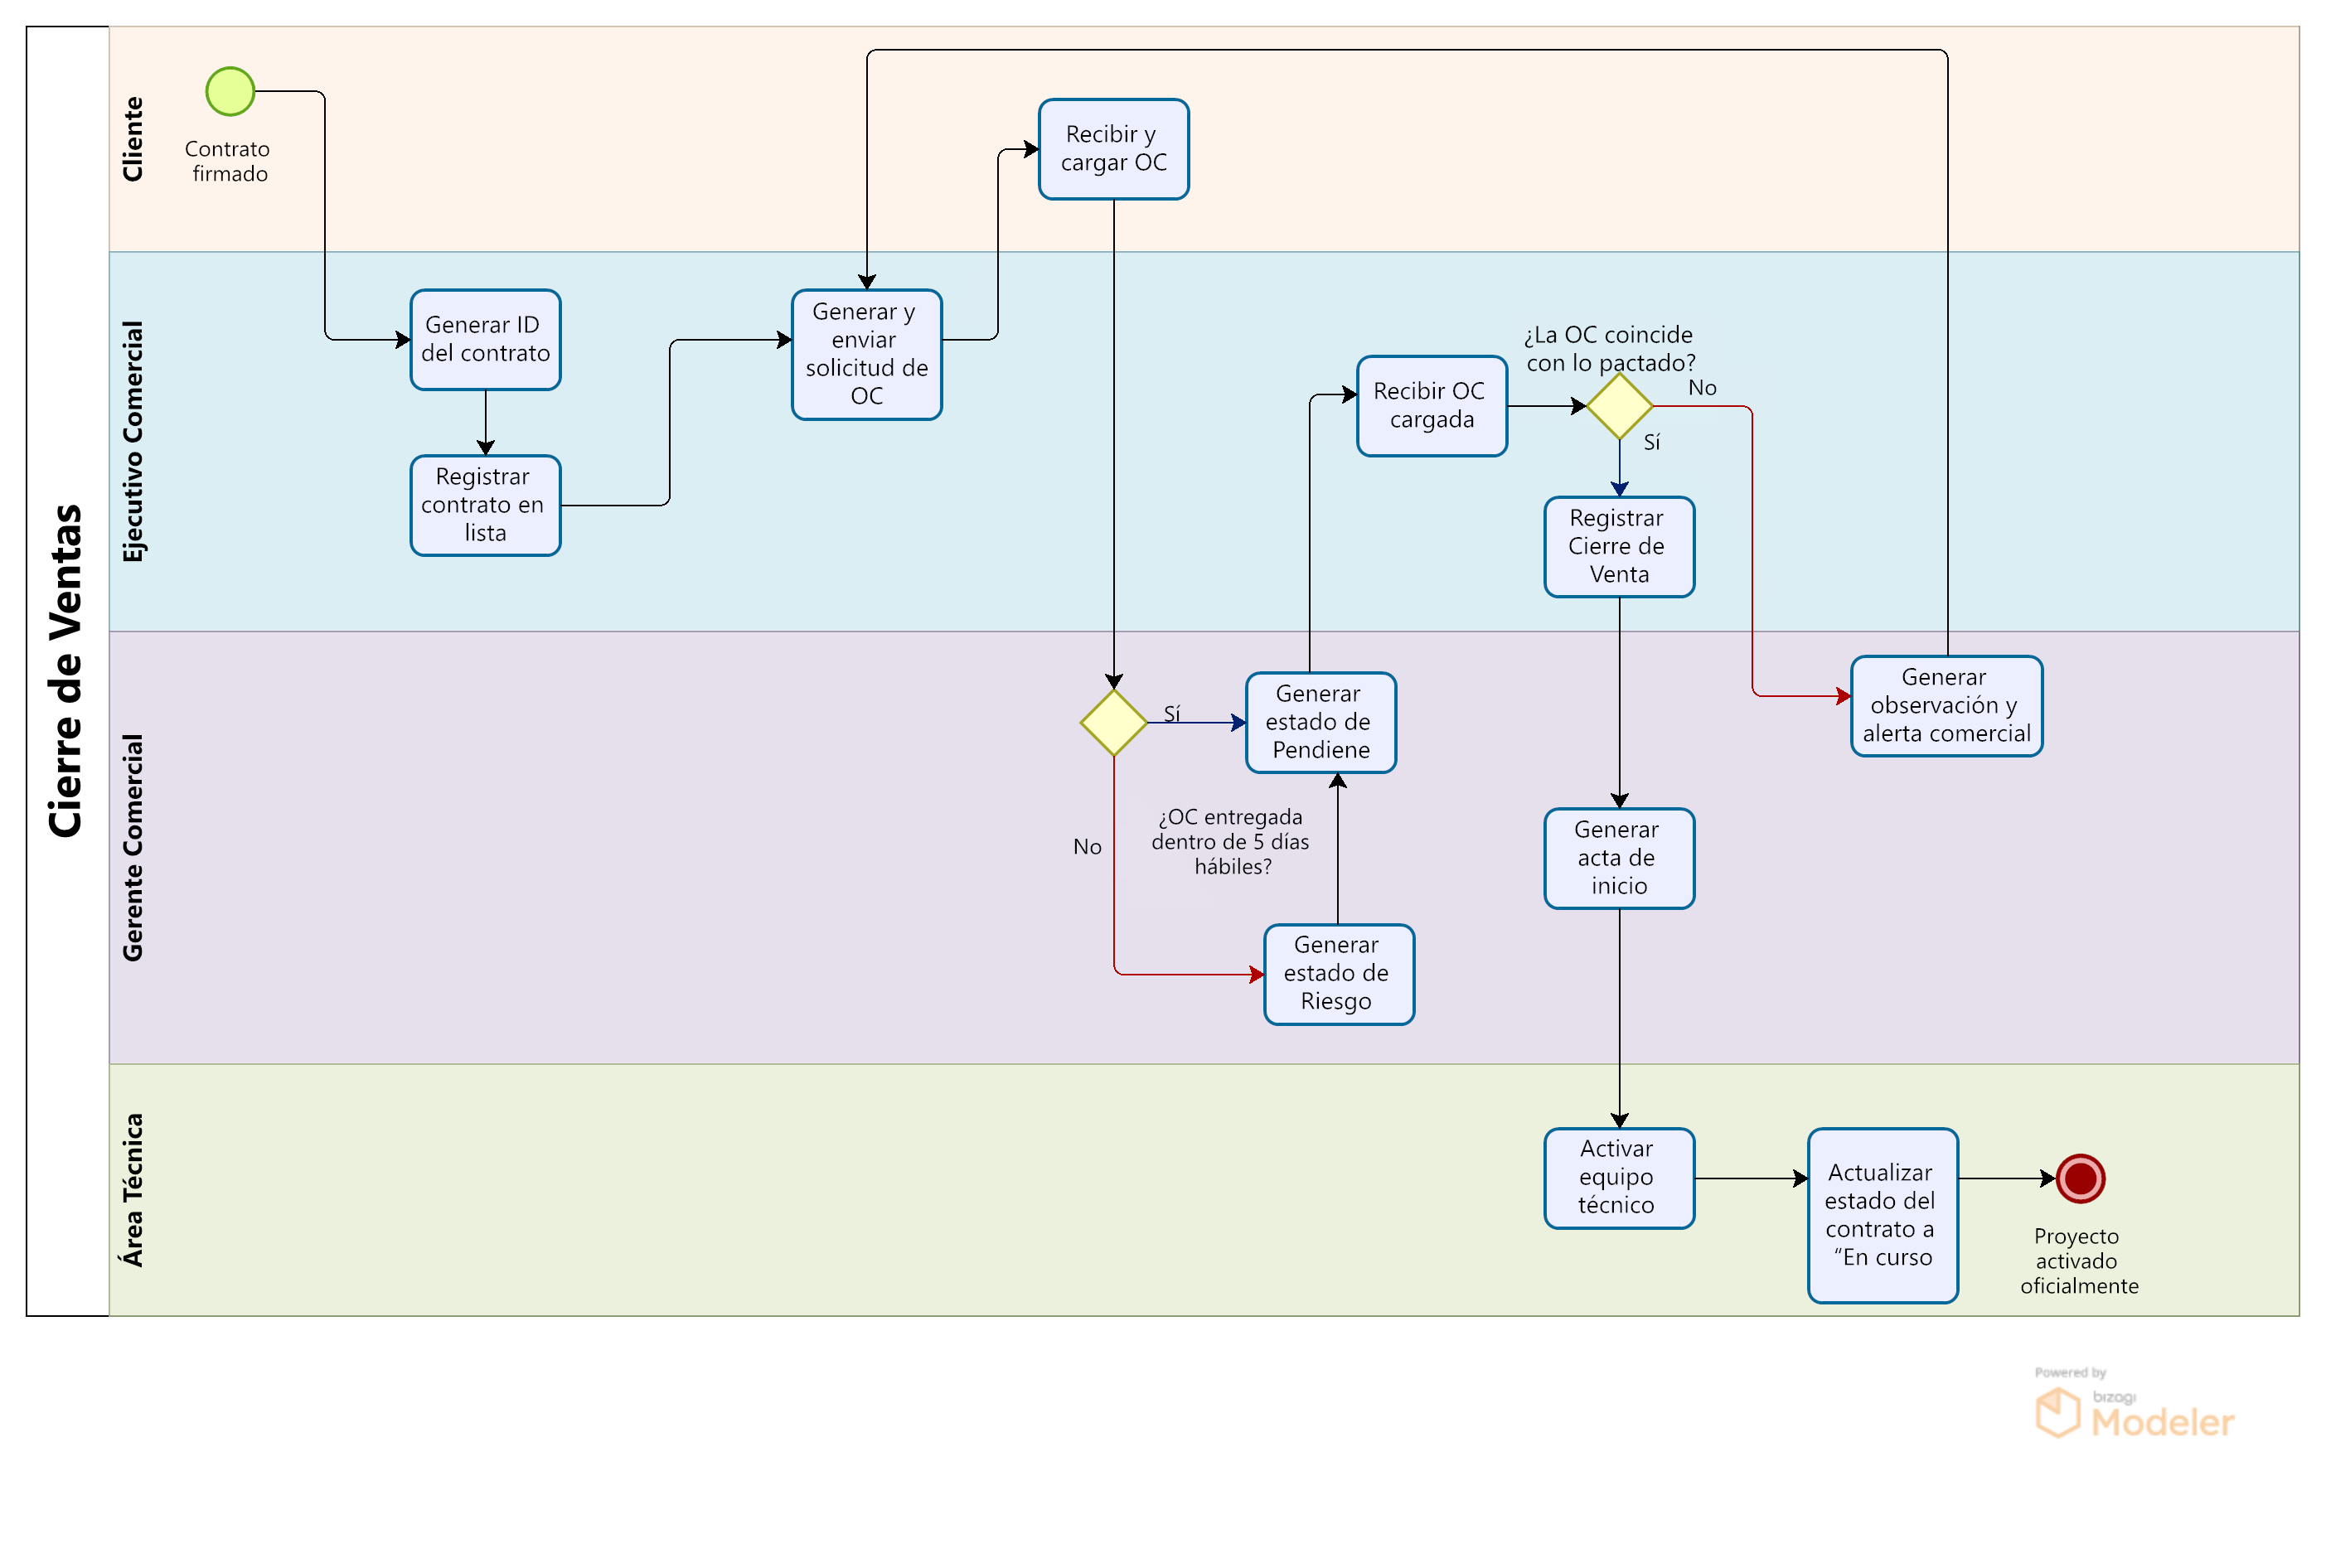 Cierre de Ventas
Cliente
Contrato
firmado
Recibir y
cargar OC
Ejecutivo Comercial
Generar ID
del contrato
Registrar
contrato en
lista
Generar y
enviar
solicitud de
OC
Recibir OC
cargada
¿La OC coincide
con lo pactado?
No
Sí
Registrar
Cierre de
Venta
Gerente Comercial
Sí
No
¿OC entregada
dentro de 5 días
hábiles?
Generar
estado de
Pendiene
Generar
estado de
Riesgo
Generar
acta de
inicio
Generar
observación y
alerta comercial
Área Técnica
Activar
equipo
técnico
Actualizar
estado del
contrato a
“En curso
Proyecto
activado
oficialmente
Powered by
bizagi
Modeler